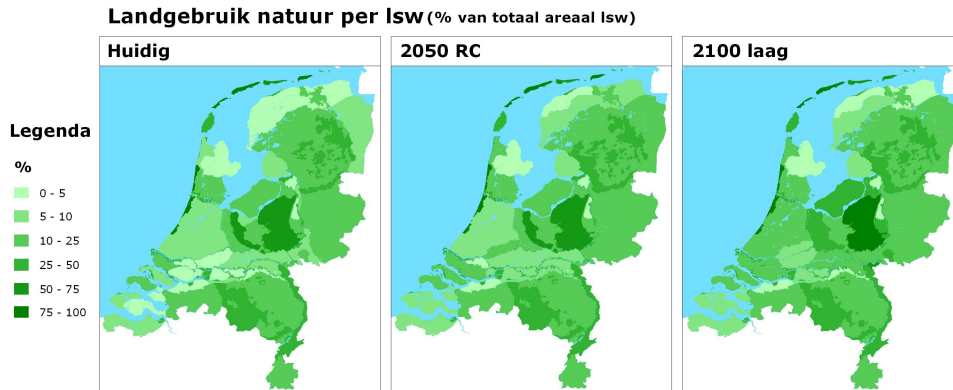 Landgebruik natuur per lsw (% van totaal areaal lsw)
Huidig
2050 RC
2100 laag
Legenda
%
0 - 5
5 - 10
10 - 25
25 - 50
50 - 75
75 - 100